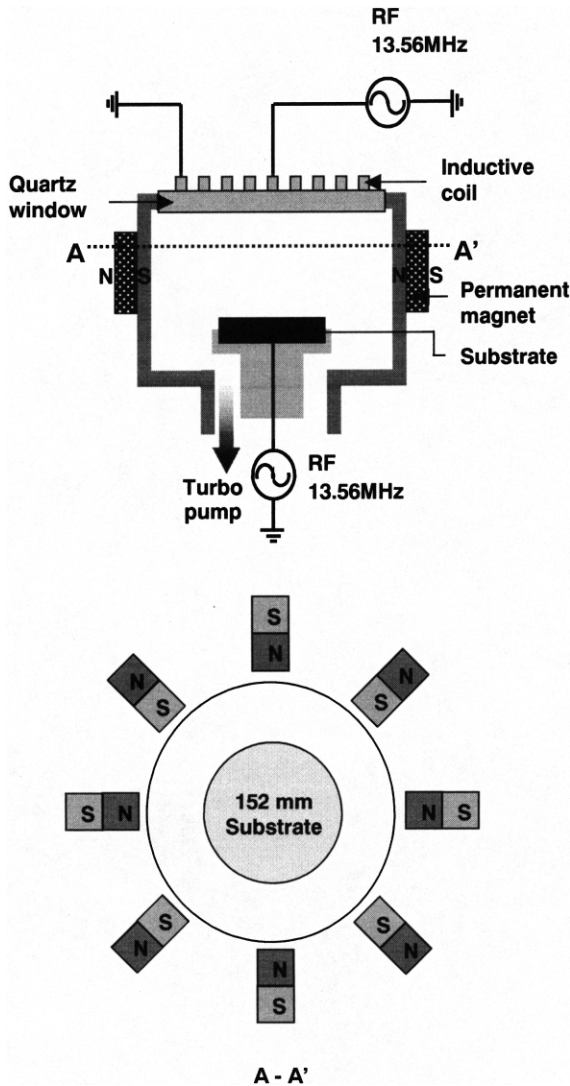 RF
13.56MHz
Quartz
window
Inductive
coil
A
A'
N S
N S
Permanent
magnet
Substrate
Turbo
pump
RF
13.56MHz
S
N
N
S
N
S
S N
152 mm
Substrate
N S
S
N
S
N
N
S
A - A'